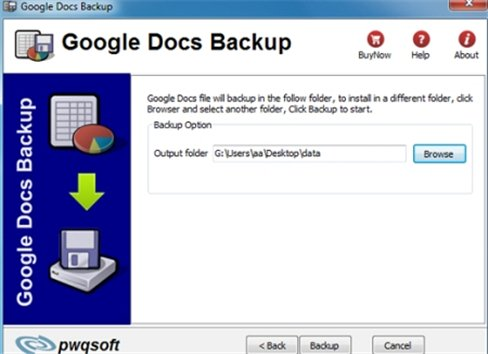 Google Docs Backup
Google Docs Backup
BuyNow
Help
About
Google Docs Backup
Google Docs file will backup in the follow folder, to install in a different folder, click
Browser and select another folder, Click Backup to start.
Backup Option
Output folder G:\Users\aa\Desktop\data Browse
pwqsoft
< Back Backup Cancel